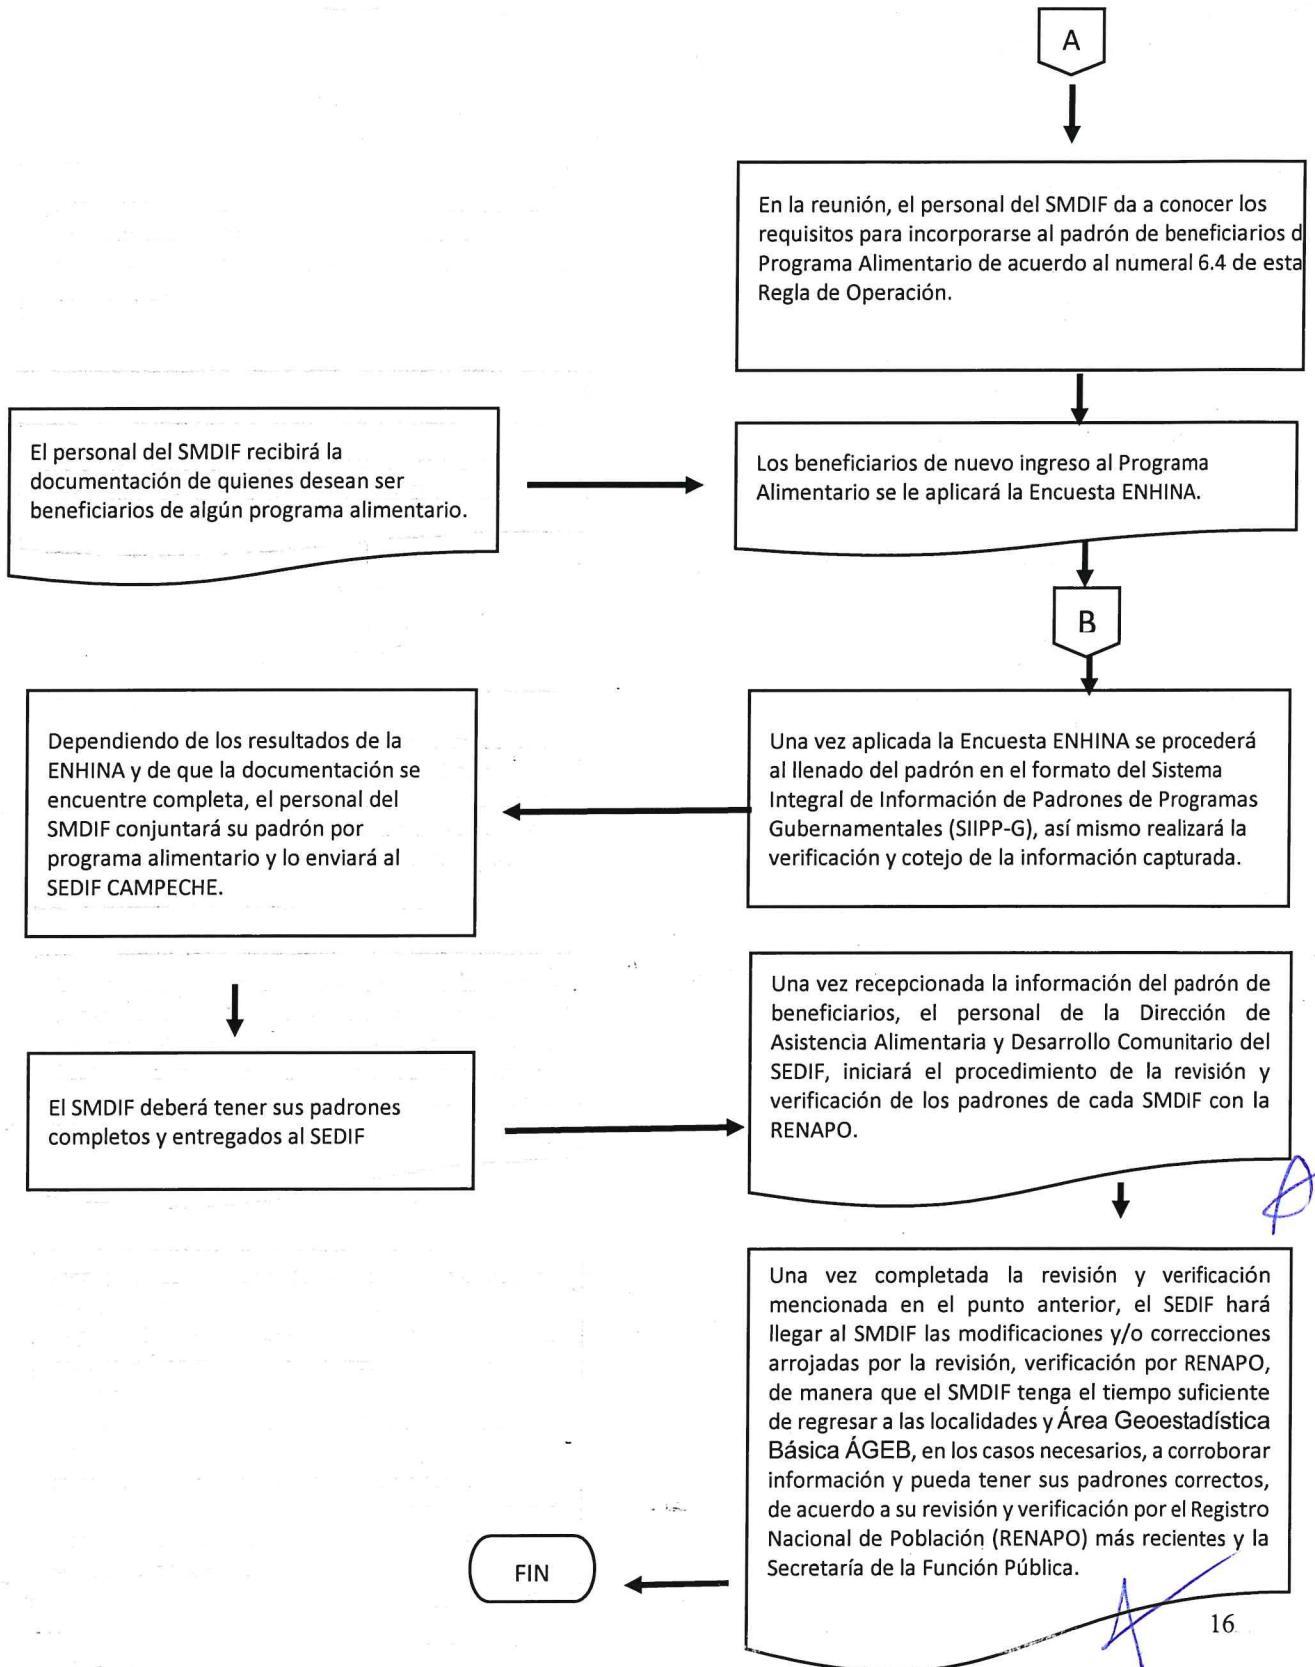 A
En la reunión, el personal del SMDIF da a conocer los
requisitos para incorporarse al padrón de beneficiarios d
Programa Alimentario de acuerdo al numeral 6.4 de esta
Regla de Operación.
El personal del SMDIF recibirá la
documentación de quienes desean ser
beneficiarios de algún programa alimentario.
Los beneficiarios de nuevo ingreso al Programa
Alimentario se le aplicará la Encuesta ENHINA.
B
Una vez aplicada la Encuesta ENHINA se procederá
al llenado del padrón en el formato del Sistema
Integral de Información de Padrones de Programas
Gubernamentales (SIIPP-G), así mismo realizará la
verificación y cotejo de la información capturada.
Dependiendo de los resultados de la
ENHINA y de que la documentación se
encuentre completa, el personal del
SMDIF conjuntará su padrón por
programa alimentario y lo enviará al
SEDIF CAMPECHE.
El SMDIF deberá tener sus padrones
completos y entregados al SEDIF
Una vez recepcionada la información del padrón de
beneficiarios, el personal de la Dirección de
Asistencia Alimentaria y Desarrollo Comunitario del
SEDIF, iniciará el procedimiento de la revisión y
verificación de los padrones de cada SMDIF con la
RENAPO.
Una vez completada la revisión y verificación
mencionada en el punto anterior, el SEDIF hará
llegar al SMDIF las modificaciones y/o correcciones
arrojadas por la revisión, verificación por RENAPO,
de manera que el SMDIF tenga el tiempo suficiente
de regresar a las localidades y Área Geoestadística
Básica ÁGEB, en los casos necesarios, a corroborar
información y pueda tener sus padrones correctos,
de acuerdo a su revisión y verificación por el Registro
Nacional de Población (RENAPO) más recientes y la
Secretaría de la Función Pública.
FIN
16